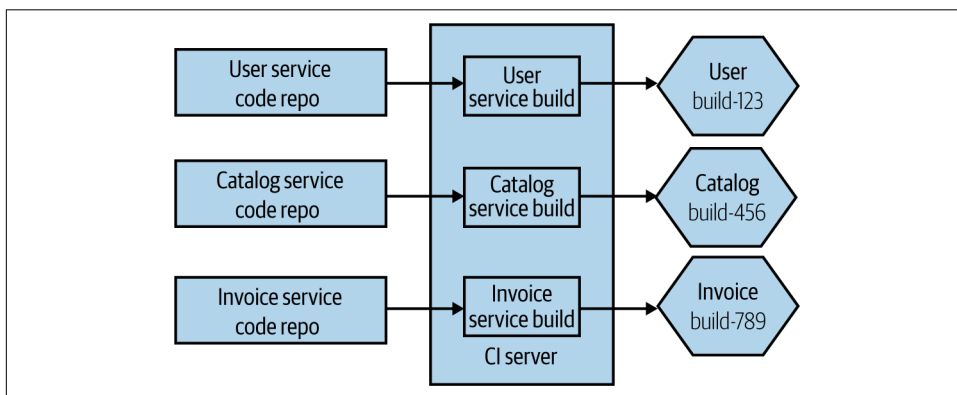 User service
code repo
User
service build
User
build-123
Catalog service
code repo
Catalog
service build
Catalog
build-456
Invoice service
code repo
Invoice
service build
Invoice
build-789
CI server